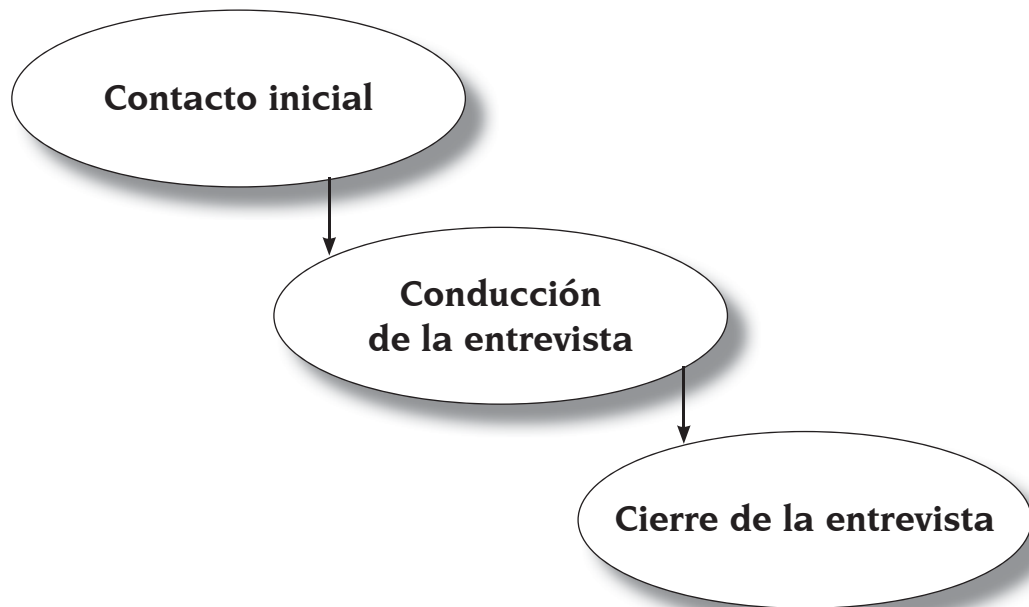 Contacto inicial
Conducción
de la entrevista
Cierre de la entrevista